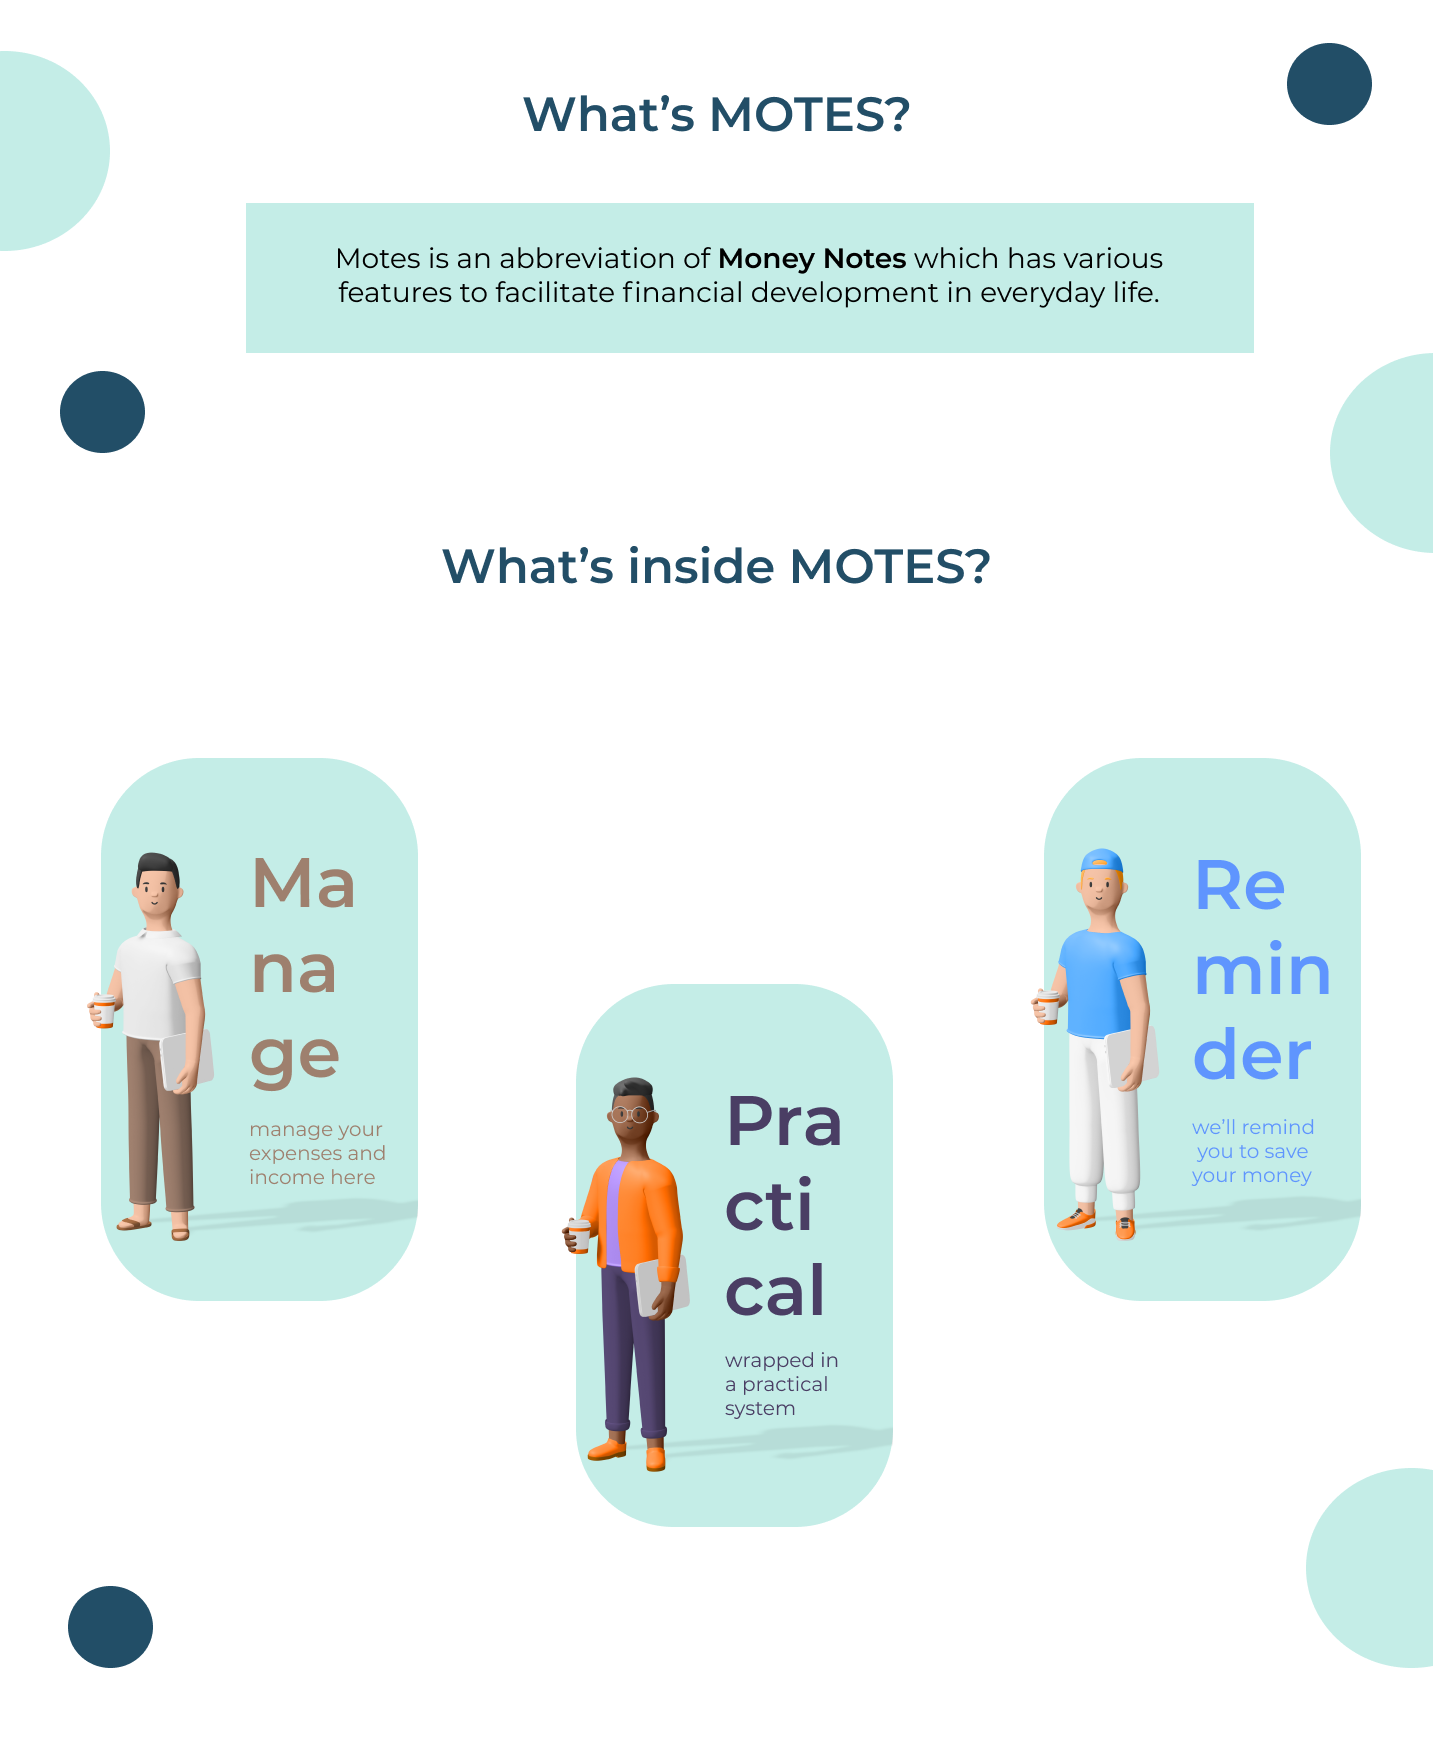 What’s MOTES?
Motes is an abbreviation of Money Notes which has various
features to facilitate financial development in everyday life.
What’s inside MOTES?
Ma
na
ge
manage your
expenses and
income here
Pra
cti
cal
wrapped in
a practical
system
Re
min
der
we’ll remind
you to save
your money